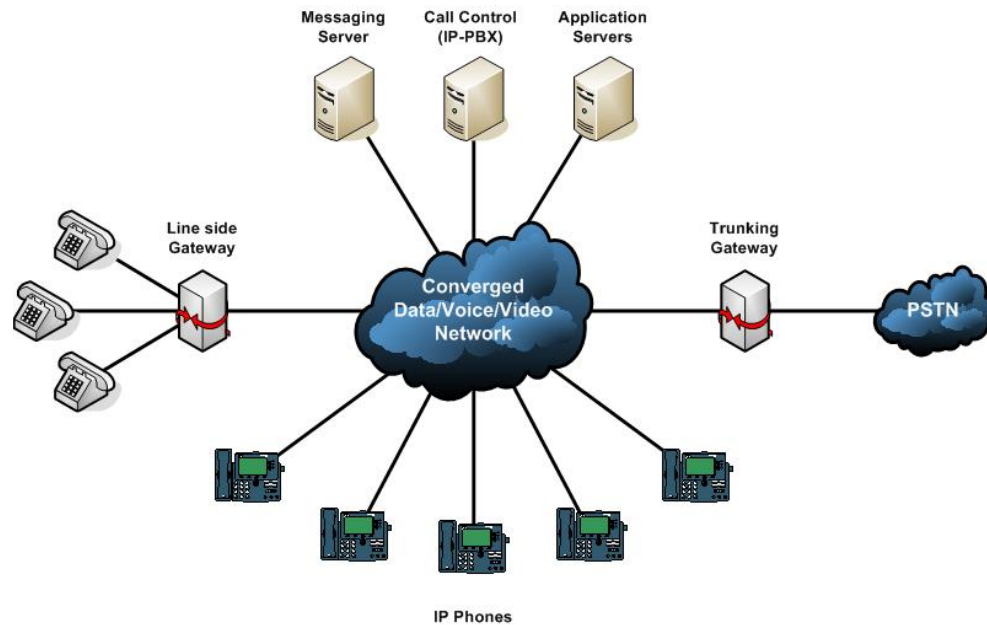 Messaging
Server
Call Control
(IP-PBX)
Application
Servers
Line side
Gateway
Trunking
Gateway
Converged
Data/Voice/Video
Network
PSTN
IP Phones